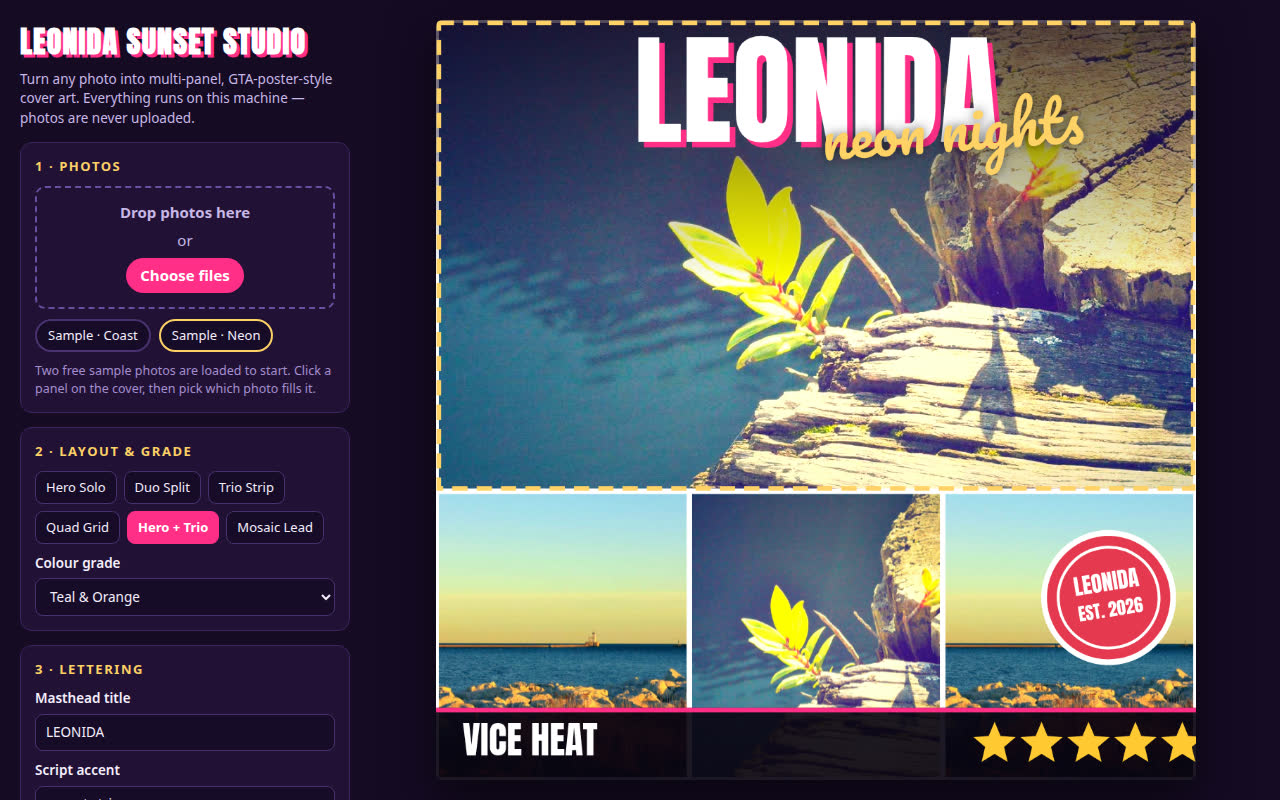 LEONIDA SUNSET STUDIO
Turn any photo into multi-panel, GTA-poster-style
cover art. Everything runs on this machine —
photos are never uploaded.
1 · PHOTOS
Drop photos here
or
Choose files
Sample · Coast
Sample · Neon
Two free sample photos are loaded to start. Click a
panel on the cover, then pick which photo fills it.
2 · LAYOUT & GRADE
Hero Solo
Duo Split
Trio Strip
Quad Grid
Hero + Trio
Mosaic Lead
Colour grade
Teal & Orange
3 · LETTERING
Masthead title
LEONIDA
Script accent
LEONIDA
neon nights
LEONIDA
EST. 2026
VICE HEAT